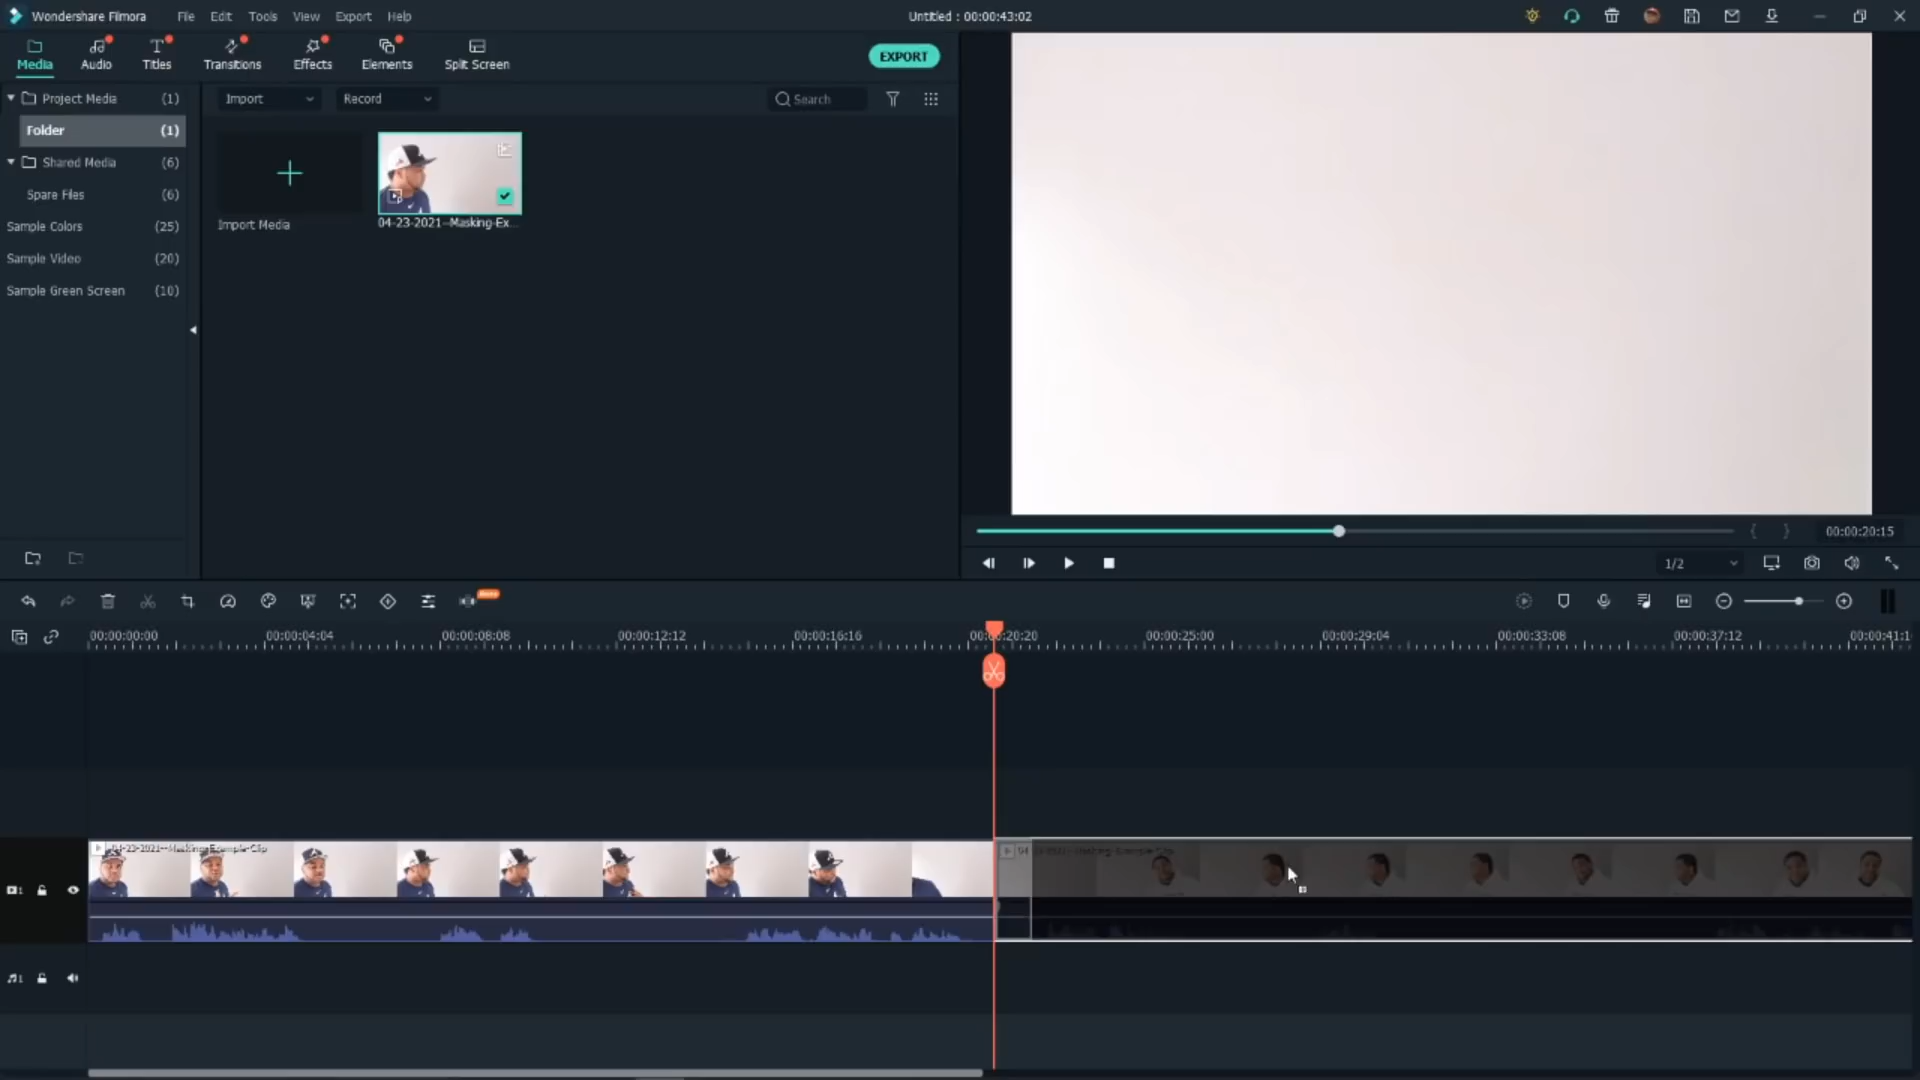 Wondershare Filmora File Edit Tools View Export Help Untitled : 00:00:43:02
Media Audio Titles Transitions Effects Elements Split Screen EXPORT
Project Media (1) Import Record Search
Folder (1)
Shared Media (6)
Spare Files (6)
Import Media 04-23-2021--Masking-Ex...
Sample Colors (25)
Sample Video (20)
Sample Green Screen (10)
00:00:20:15
1/2
00:00:00:00 00:00:04:04 00:00:08:08 00:00:12:12 00:00:16:16 00:00:20:20 00:00:25:00 00:00:29:04 00:00:33:08 00:00:37:12 00:00:41:1
04-23-2021--Masking-Example-Clip
1
1